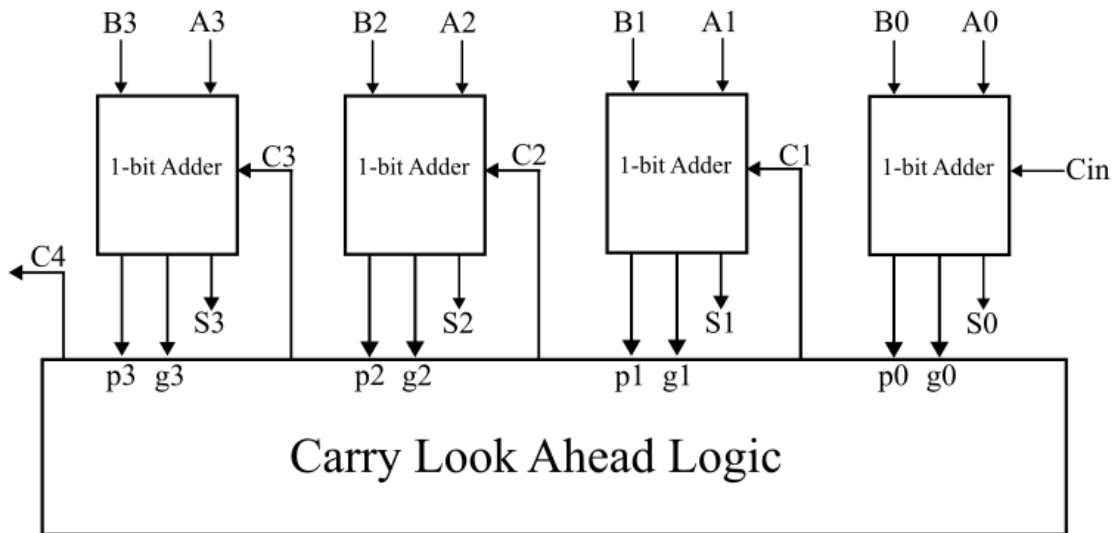 B3 A3 B2 A2 B1 A1 B0 A0
1-bit Adder C3 1-bit Adder C2 1-bit Adder C1 1-bit Adder Cin
C4
S3 S2 S1 S0
p3 g3 p2 g2 p1 g1 p0 g0
Carry Look Ahead Logic